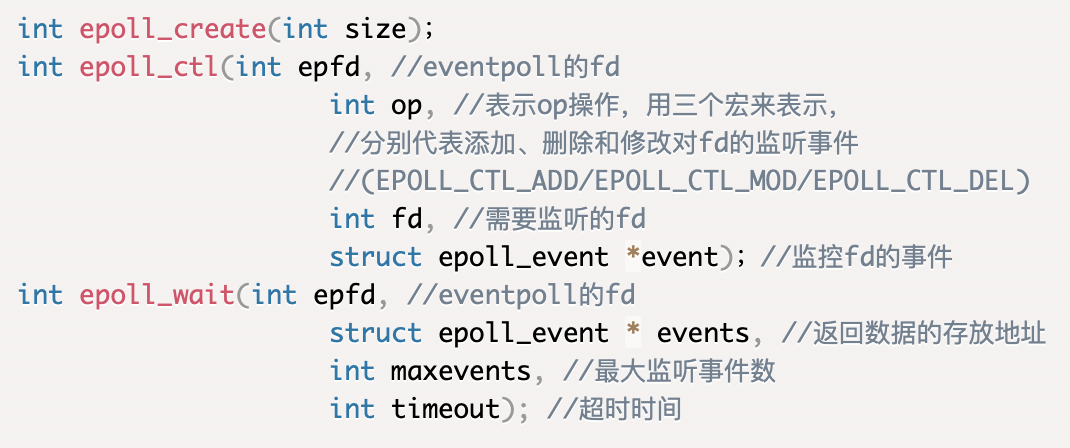 int epoll_create(int size);
int epoll_ctl(int epfd, //eventpoll的fd
int op, //表示op操作，用三个宏来表示，
//分别代表添加、删除和修改对fd的监听事件
//(EPOLL_CTL_ADD/EPOLL_CTL_MOD/EPOLL_CTL_DEL)
int fd, //需要监听的fd
struct epoll_event *event); //监控fd的事件
int epoll_wait(int epfd, //eventpoll的fd
struct epoll_event * events, //返回数据的存放地址
int maxevents, //最大监听事件数
int timeout); //超时时间